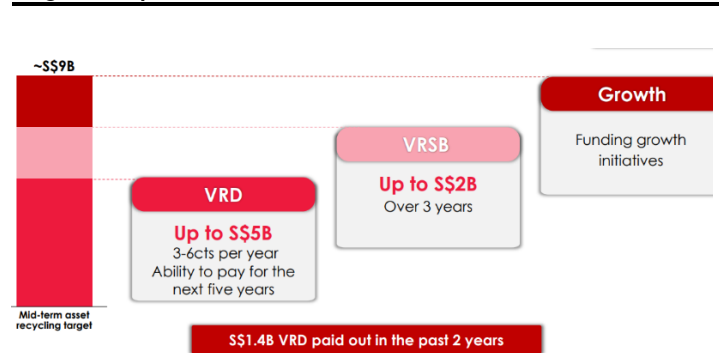 ~S$9B
Growth
Funding growth
initiatives
VRSB
Up to S$2B
Over 3 years
VRD
Up to S$5B
3-6cts per year
Ability to pay for the
next five years
Mid-term asset
recycling target
S$1.4B VRD paid out in the past 2 years